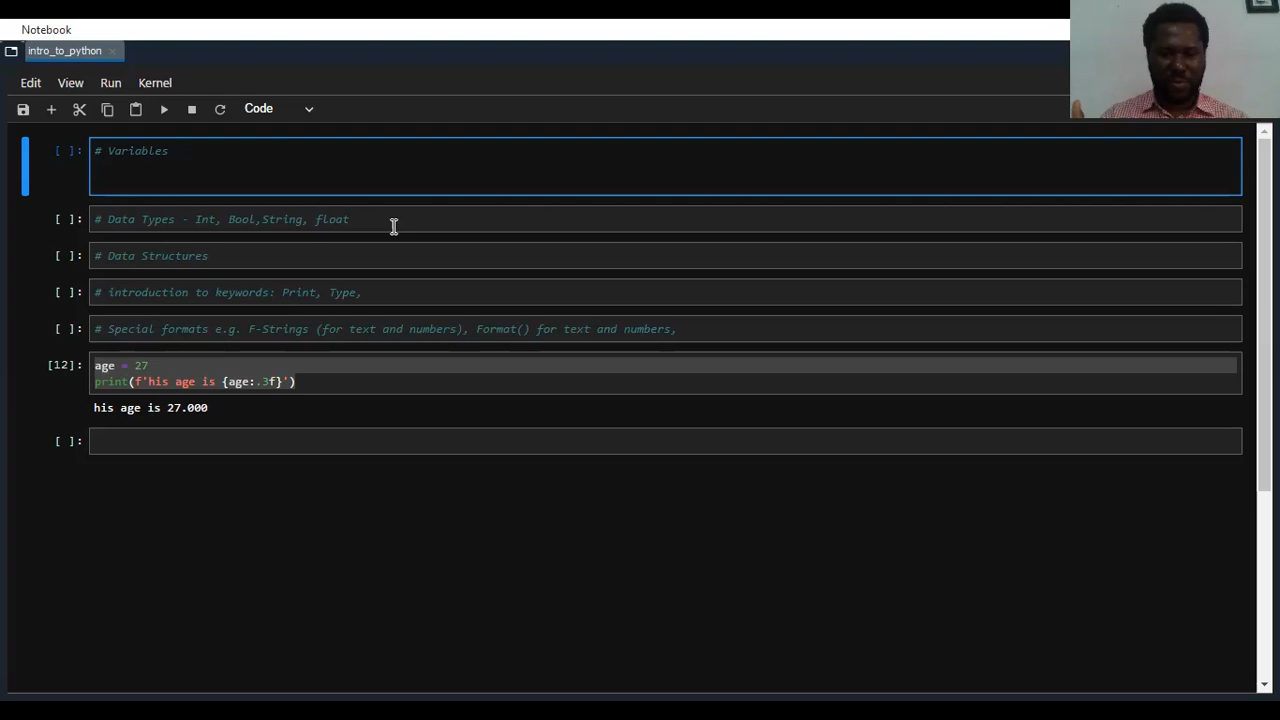 Notebook
intro_to_python
Edit View Run Kernel
Code
[ ]: # Variables
[ ]: # Data Types - Int, Bool,String, float
[ ]: # Data Structures
[ ]: # introduction to keywords: Print, Type,
[ ]: # Special formats e.g. F-Strings (for text and numbers), Format() for text and numbers,
[12]: age = 27
print(f'his age is {age:.3f}')
his age is 27.000
[ ]: